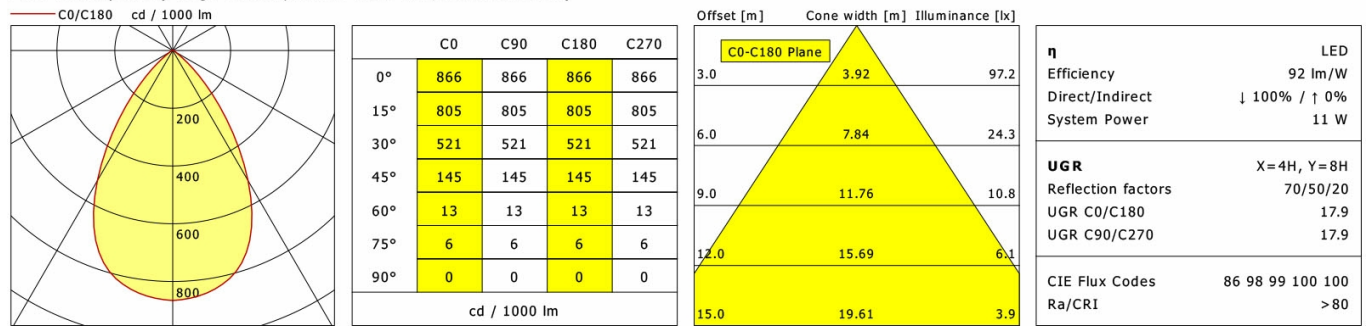 C0/C180 cd / 1000 lm
200
400
600
800
C0 C90 C180 C270
0° 866 866 866 866
15° 805 805 805 805
30° 521 521 521 521
45° 145 145 145 145
60° 13 13 13 13
75° 6 6 6 6
90° 0 0 0 0
cd / 1000 lm
Offset [m] Cone width [m] Illuminance [lx]
C0-C180 Plane
3.0 3.92 97.2
6.0 7.84 24.3
9.0 11.76 10.8
12.0 15.69 6.1
15.0 19.61 3.9
η LED
Efficiency 92 lm/W
Direct/Indirect ↓ 100% / ↑ 0%
System Power 11 W
UGR X=4H, Y=8H
Reflection factors 70/50/20
UGR C0/C180 17.9
UGR C90/C270 17.9
CIE Flux Codes 86 98 99 100 100
Ra/CRI >80